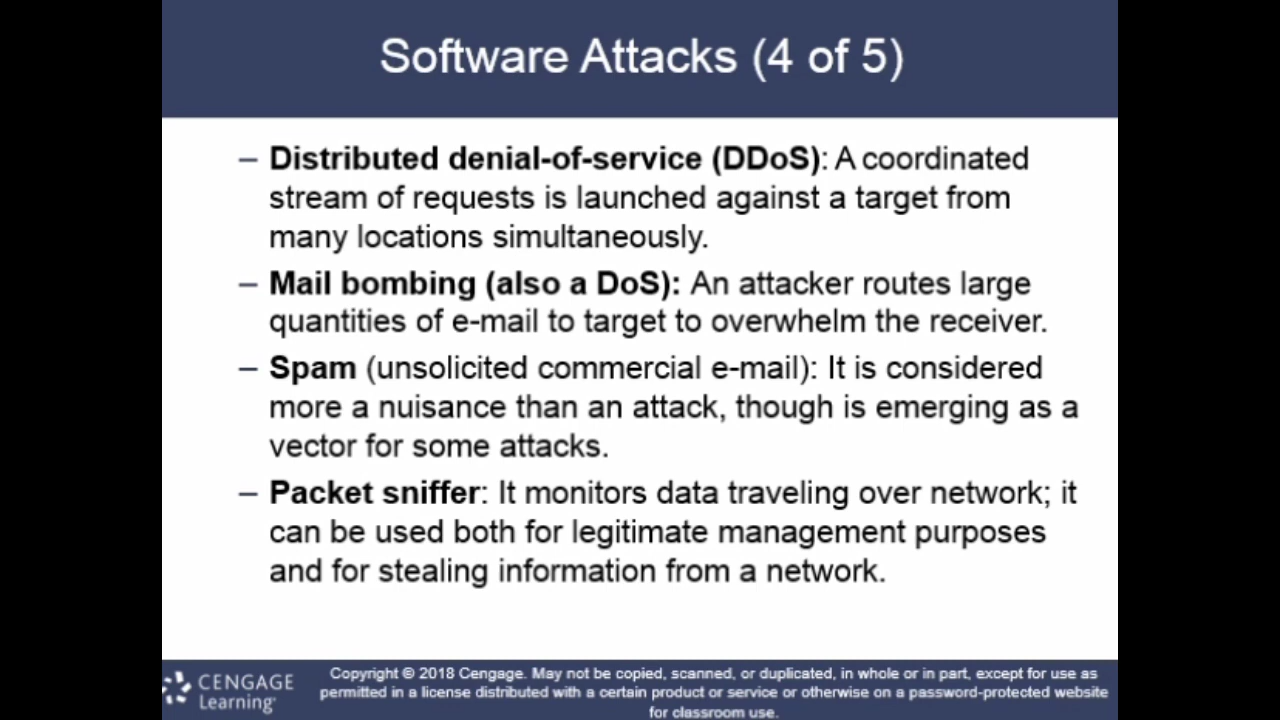 Software Attacks (4 of 5)
– Distributed denial-of-service (DDoS): A coordinated
stream of requests is launched against a target from
many locations simultaneously.
– Mail bombing (also a DoS): An attacker routes large
quantities of e-mail to target to overwhelm the receiver.
– Spam (unsolicited commercial e-mail): It is considered
more a nuisance than an attack, though is emerging as a
vector for some attacks.
– Packet sniffer: It monitors data traveling over network; it
can be used both for legitimate management purposes
and for stealing information from a network.
CENGAGE
Learning
Copyright © 2018 Cengage. May not be copied, scanned, or duplicated, in whole or in part, except for use as
permitted in a license distributed with a certain product or service or otherwise on a password-protected website
for classroom use.